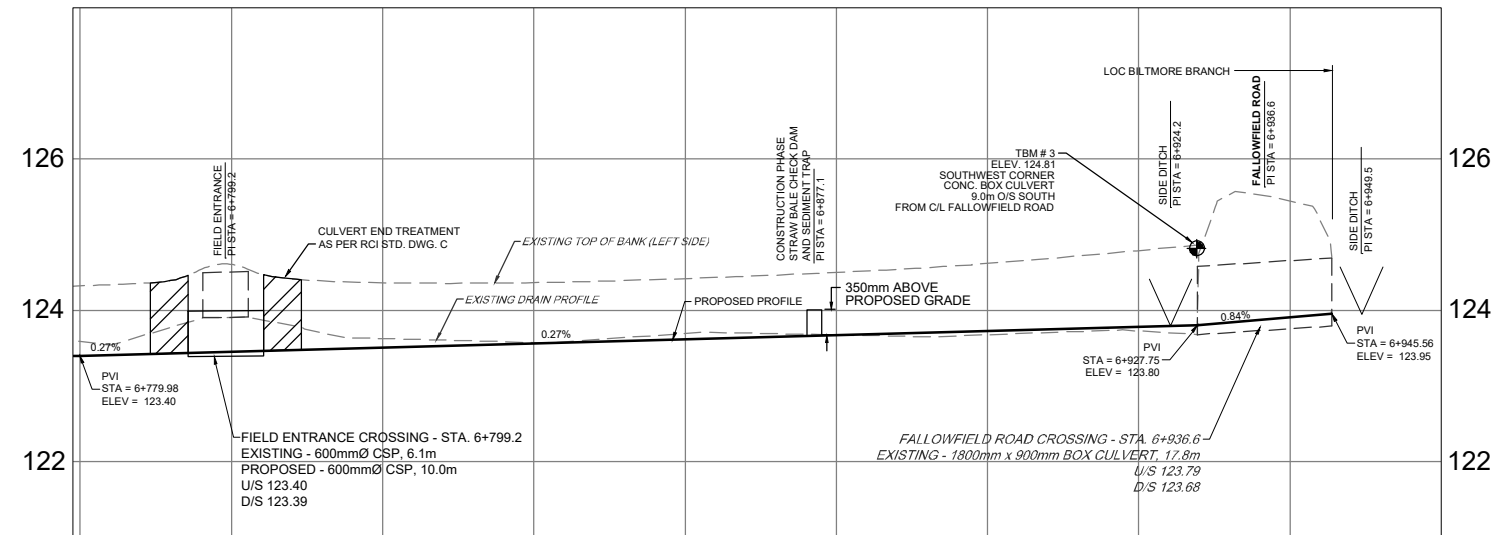 126
124
122
126
124
122
FIELD ENTRANCE
PI STA = 6+799.2
CULVERT END TREATMENT
AS PER RCI STD. DWG. C
EXISTING TOP OF BANK (LEFT SIDE)
EXISTING DRAIN PROFILE
PROPOSED PROFILE
0.27%
0.27%
0.84%
CONSTRUCTION PHASE
STRAW BALE CHECK DAM
AND SEDIMENT TRAP
PI STA = 6+877.1
350mm ABOVE
PROPOSED GRADE
TBM # 3
ELEV. 124.81
SOUTHWEST CORNER
CONC. BOX CULVERT
9.0m O/S SOUTH
FROM C/L FALLOWFIELD ROAD
LOC BILTMORE BRANCH
SIDE DITCH
PI STA = 6+924.2
FALLOWFIELD ROAD
PI STA = 6+936.6
SIDE DITCH
PI STA = 6+949.5
PVI
STA = 6+779.98
ELEV = 123.40
PVI
STA = 6+927.75
ELEV = 123.80
PVI
STA = 6+945.56
ELEV = 123.95
FIELD ENTRANCE CROSSING - STA. 6+799.2
EXISTING - 600mmØ CSP, 6.1m
PROPOSED - 600mmØ CSP, 10.0m
U/S 123.40
D/S 123.39
FALLOWFIELD ROAD CROSSING - STA. 6+936.6
EXISTING - 1800mm x 900mm BOX CULVERT, 17.8m
U/S 123.79
D/S 123.68